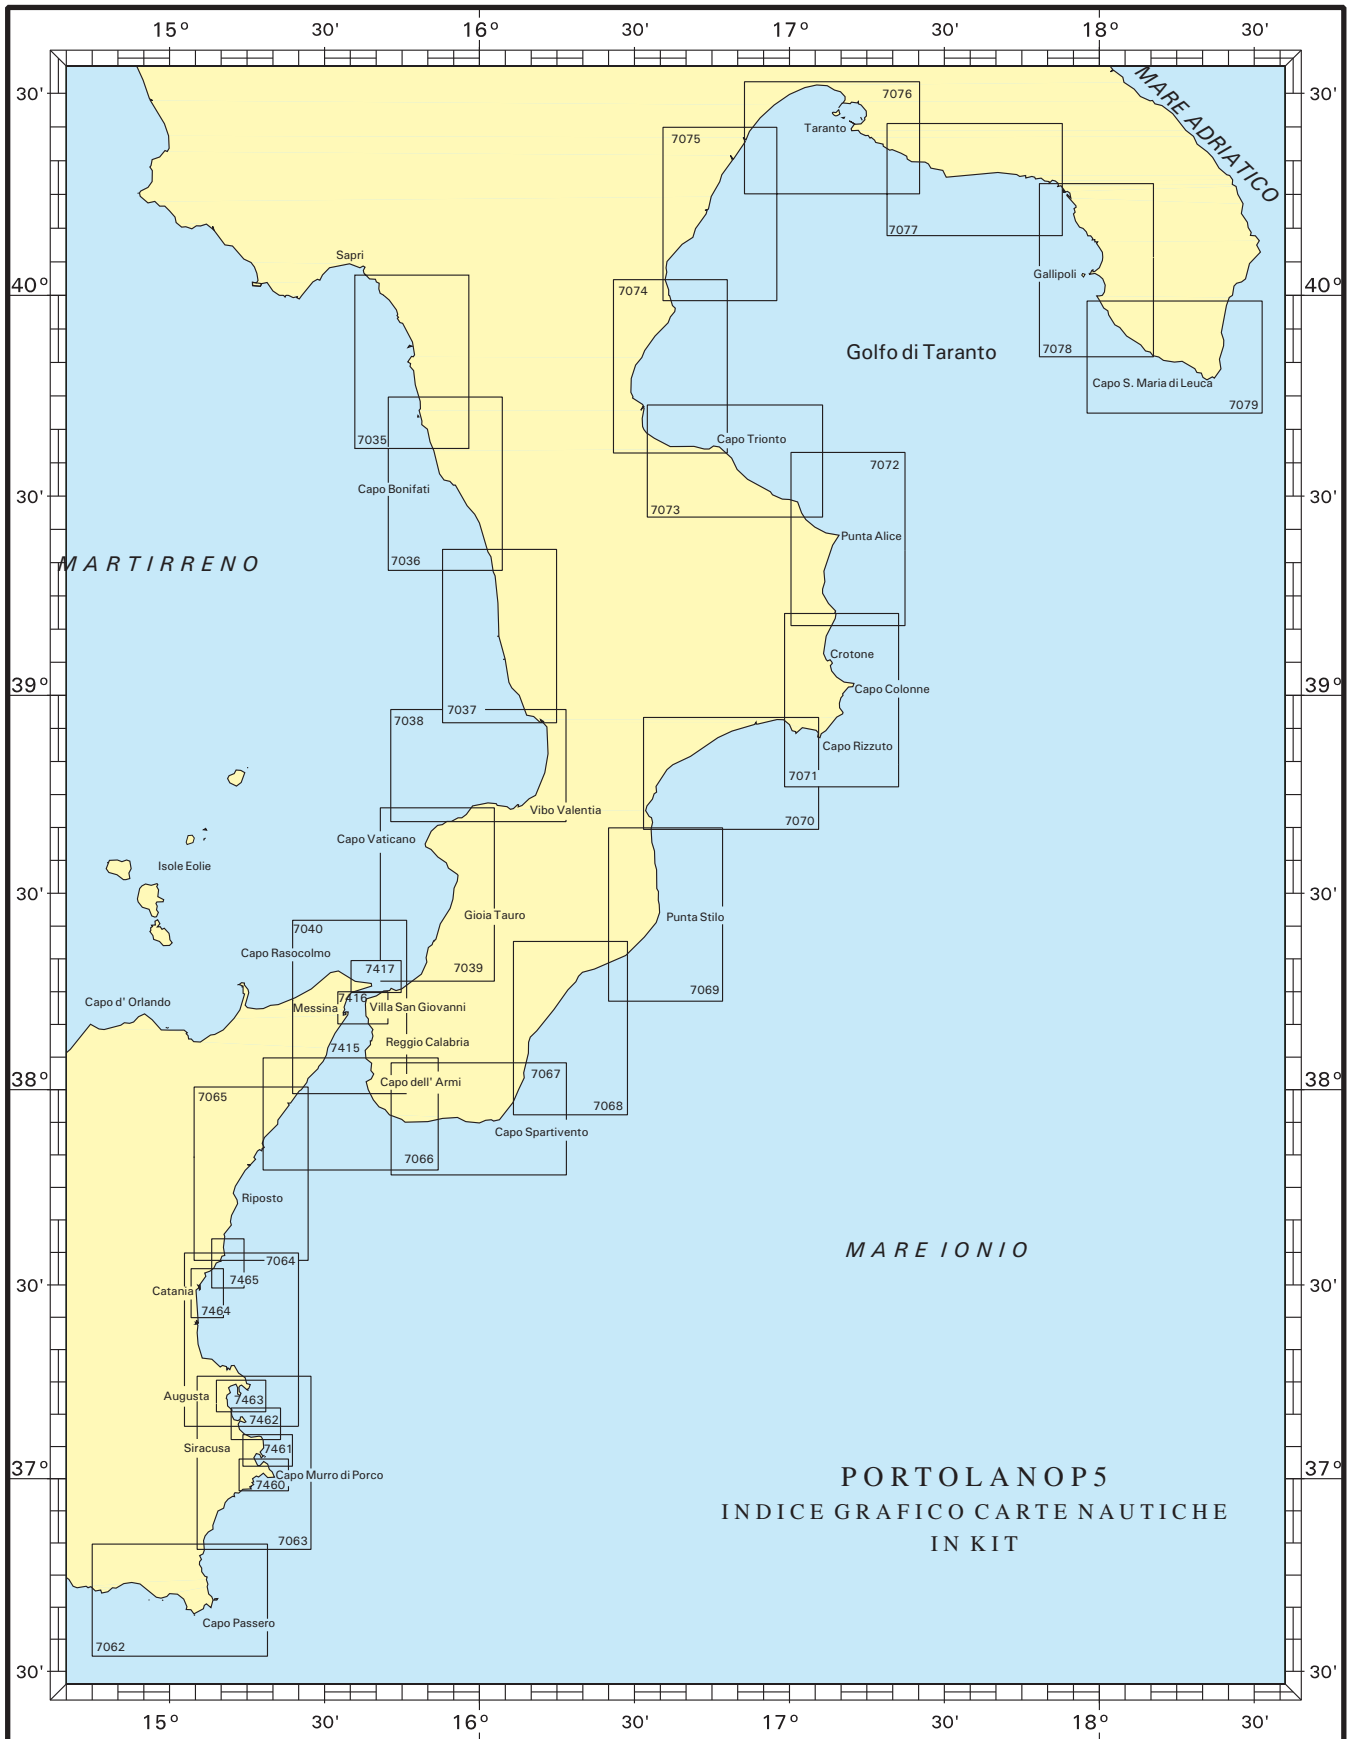 15° 30' 16° 30' 17° 30' 18° 30'
MARE ADRIATICO
30' 30'
7076
Taranto
7075
7077
Sapri
Gallipoli
40° 40°
7074
7078
Golfo di Taranto
Capo S. Maria di Leuca
7079
7035
Capo Trionto
7072
Capo Bonifati
30' 30'
7073
Punta Alice
7036
MARTIRRENO
Crotone
39° 39°
Capo Colonne
7037
7038
Capo Rizzuto
7071
Vibo Valentia
7070
Capo Vaticano
Isole Eolie
30' 30'
Gioia Tauro
Punta Stilo
7040
Capo Rasocolmo
7417
7039
7069
7416
Capo d' Orlando
Messina
Villa San Giovanni
Reggio Calabria
7415
7067
38° 38°
Capo dell' Armi
7065
7068
Capo Spartivento
7066
Riposto
MARE IONIO
7064
7465
30' 30'
Catania
7464
Augusta
7463
7462
Siracusa
7461
37° 37°
Capo Murro di Porco
7460
PORTOLANOP5
INDICE GRAFICO CARTE NAUTICHE
IN KIT
7063
Capo Passero
7062
30' 30'
15° 30' 16° 30' 17° 30' 18° 30'